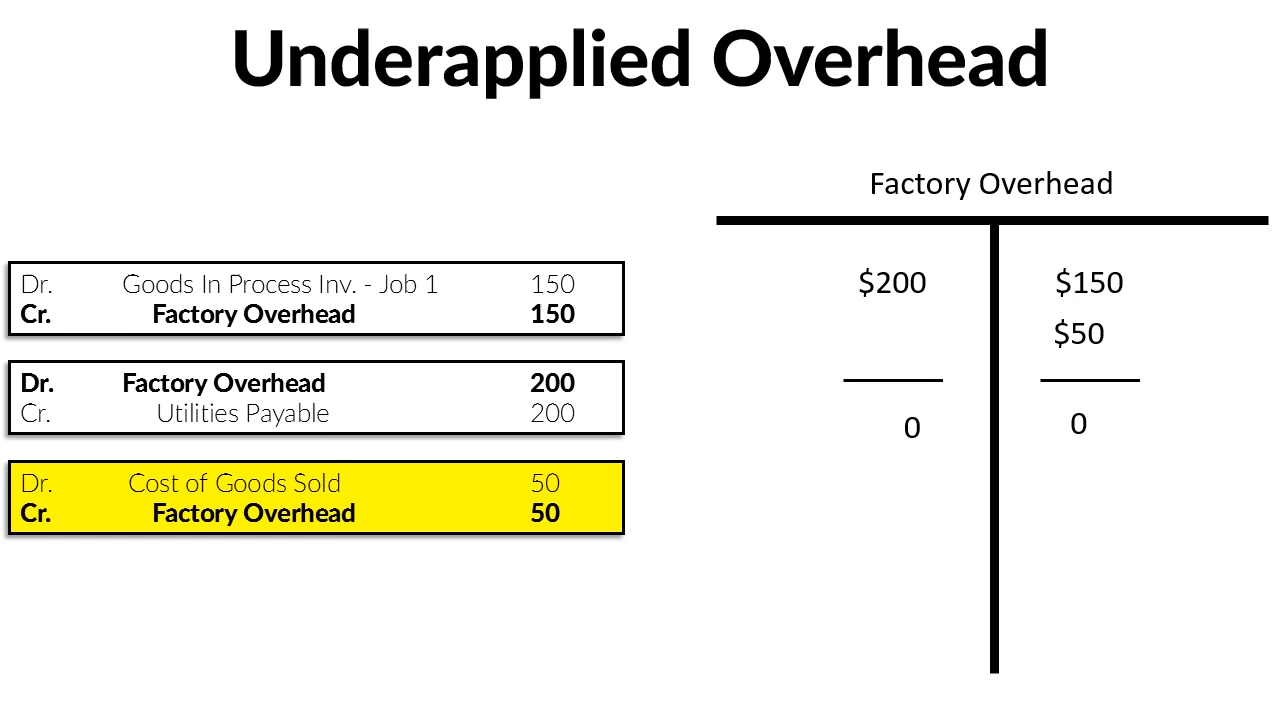 Underapplied Overhead
Factory Overhead
Dr. Goods In Process Inv. - Job 1 150
Cr. Factory Overhead 150
Dr. Factory Overhead 200
Cr. Utilities Payable 200
Dr. Cost of Goods Sold 50
Cr. Factory Overhead 50
$200 $150
$50
0 0